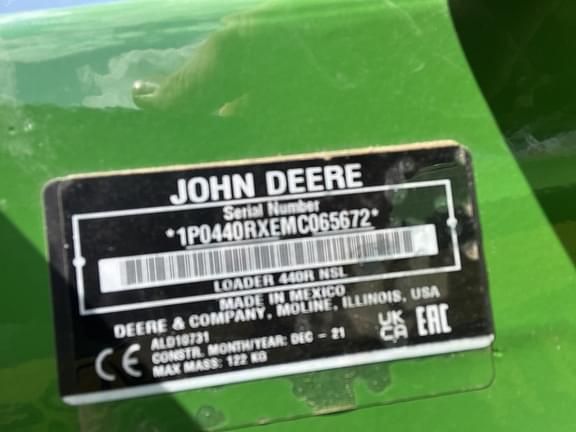 JOHN DEERE
Serial Number
*1P0440RXEMC065672*
LOADER 440R NSL
MADE IN MEXICO
DEERE & COMPANY, MOLINE, ILLINOIS, USA
ALO10731
CONSTR. MONTH/YEAR: DEC - 21
MAX MASS: 122 KG
CE
UK
CA
EAC